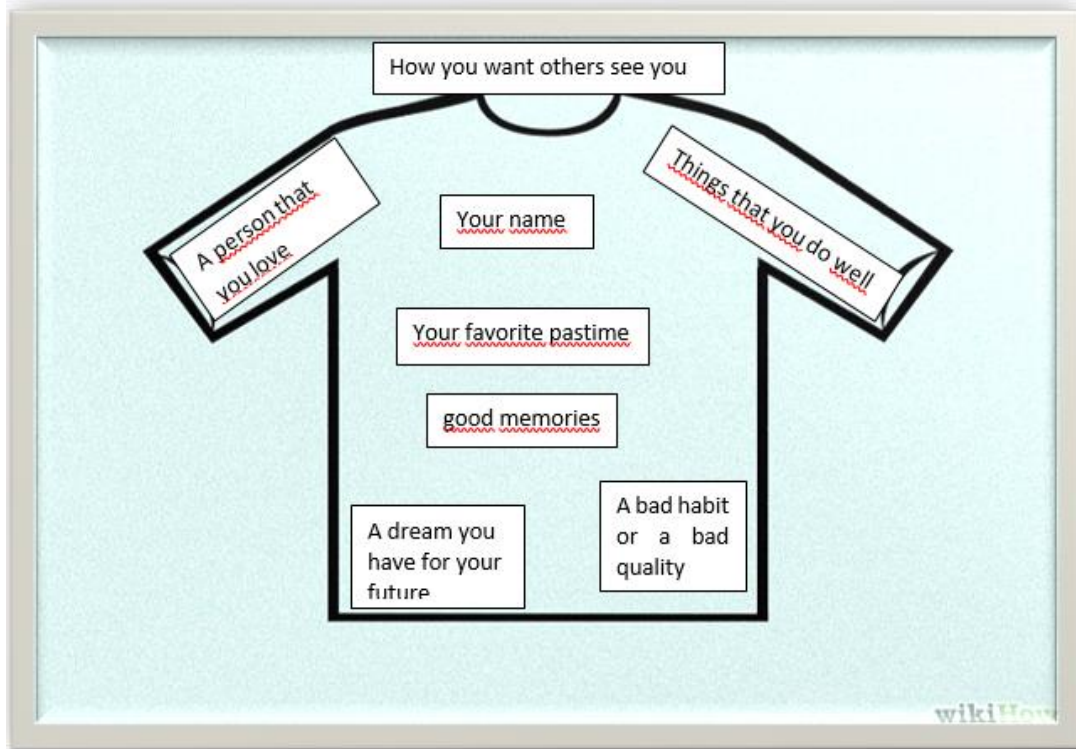 How you want others see you
A person that
you love
Things that you do well
Your name
Your favorite pastime
good memories
A dream you
have for your
future
A bad habit
or a bad
quality
wikiHow